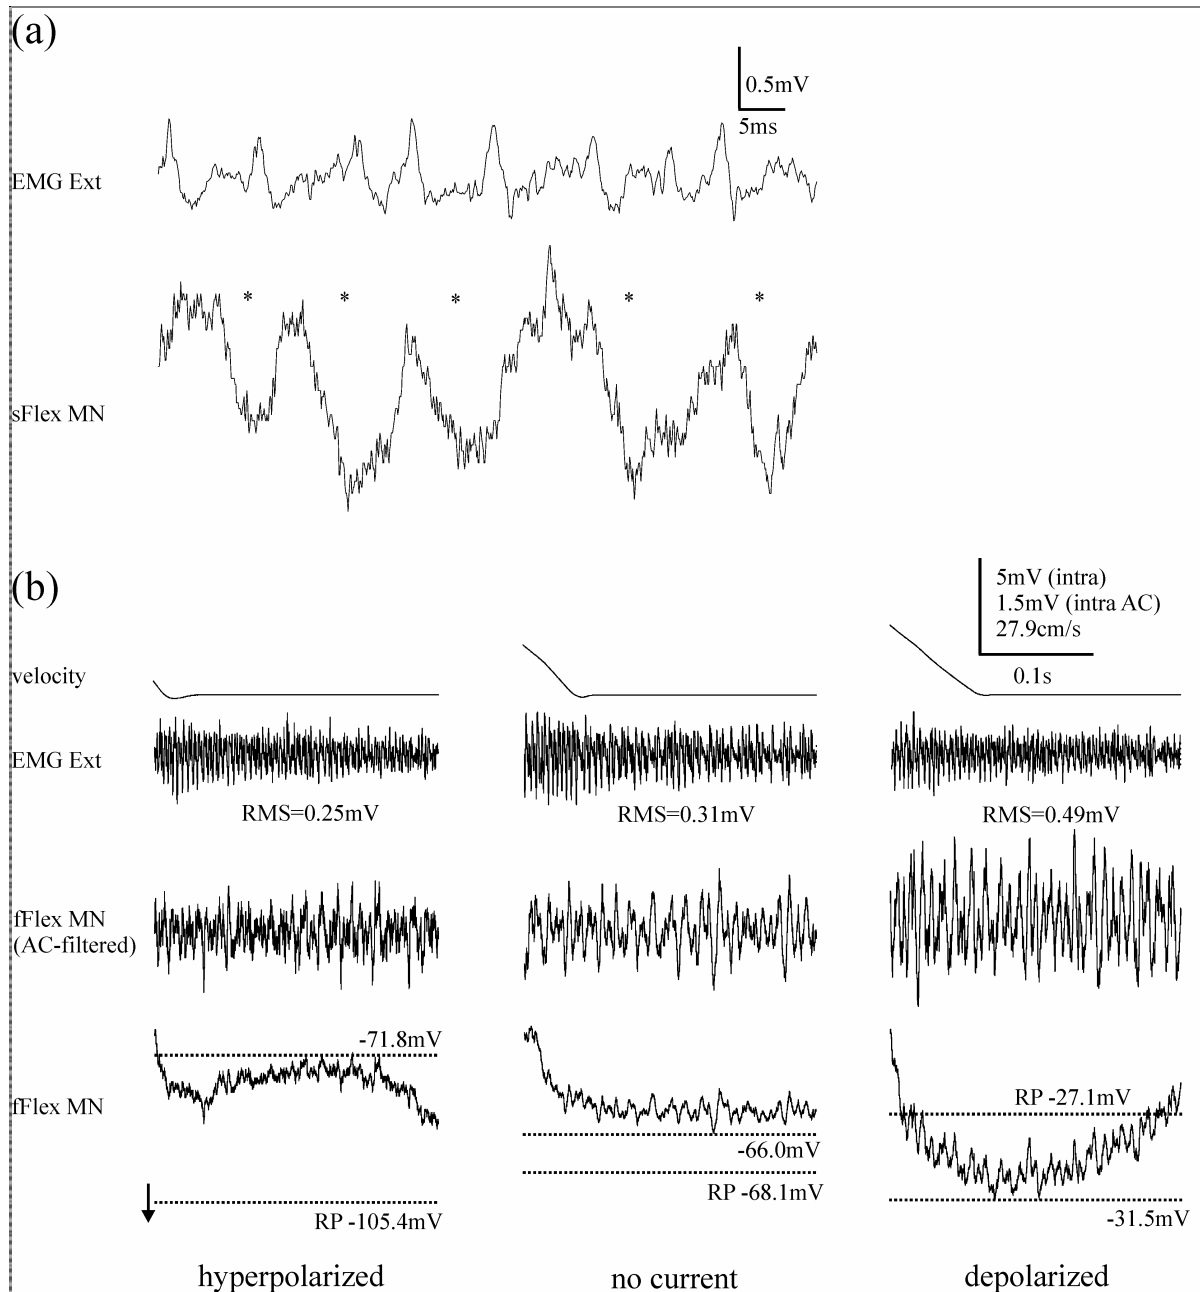 (a)
0.5mV
5ms
EMG Ext
* * * * *
sFlex MN
(b)
5mV (intra)
1.5mV (intra AC)
27.9cm/s
0.1s
velocity
EMG Ext
RMS=0.25mV
RMS=0.31mV
RMS=0.49mV
fFlex MN
(AC-filtered)
-71.8mV
fFlex MN
RP -105.4mV
-66.0mV
RP -68.1mV
RP -27.1mV
-31.5mV
hyperpolarized
no current
depolarized